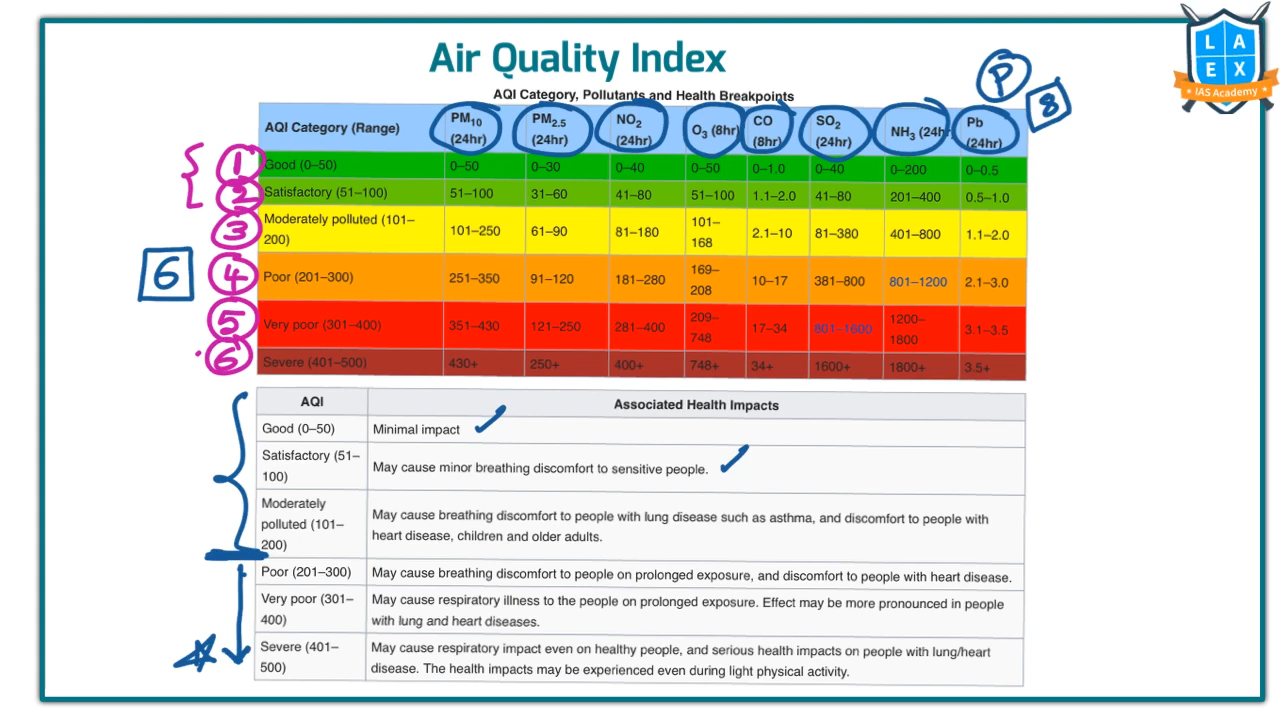 Air Quality Index
L A
E X
IAS Academy
P
8
AQI Category, Pollutants and Health Breakpoints
AQI Category (Range) PM10 (24hr) PM2.5 (24hr) NO2 (24hr) O3 (8hr) CO (8hr) SO2 (24hr) NH3 (24h Pb (24hr)
1 Good (0–50) 0–50 0–30 0–40 0–50 0–1.0 0–40 0–200 0–0.5
2 Satisfactory (51–100) 51–100 31–60 41–80 51–100 1.1–2.0 41–80 201–400 0.5–1.0
3 Moderately polluted (101–200) 101–250 61–90 81–180 101–168 2.1–10 81–380 401–800 1.1–2.0
6
4 Poor (201–300) 251–350 91–120 181–280 169–208 10–17 381–800 801–1200 2.1–3.0
5 Very poor (301–400) 351–430 121–250 281–400 209–748 17–34 801–1600 1200–1800 3.1–3.5
6 Severe (401–500) 430+ 250+ 400+ 748+ 34+ 1600+ 1800+ 3.5+
AQI Associated Health Impacts
Good (0–50) Minimal impact
Satisfactory (51–100) May cause minor breathing discomfort to sensitive people.
Moderately polluted (101–200) May cause breathing discomfort to people with lung disease such as asthma, and discomfort to people with
heart disease, children and older adults.
Poor (201–300) May cause breathing discomfort to people on prolonged exposure, and discomfort to people with heart disease.
Very poor (301–400) May cause respiratory illness to the people on prolonged exposure. Effect may be more pronounced in people
with lung and heart diseases.
Severe (401–500) May cause respiratory impact even on healthy people, and serious health impacts on people with lung/heart
disease. The health impacts may be experienced even during light physical activity.